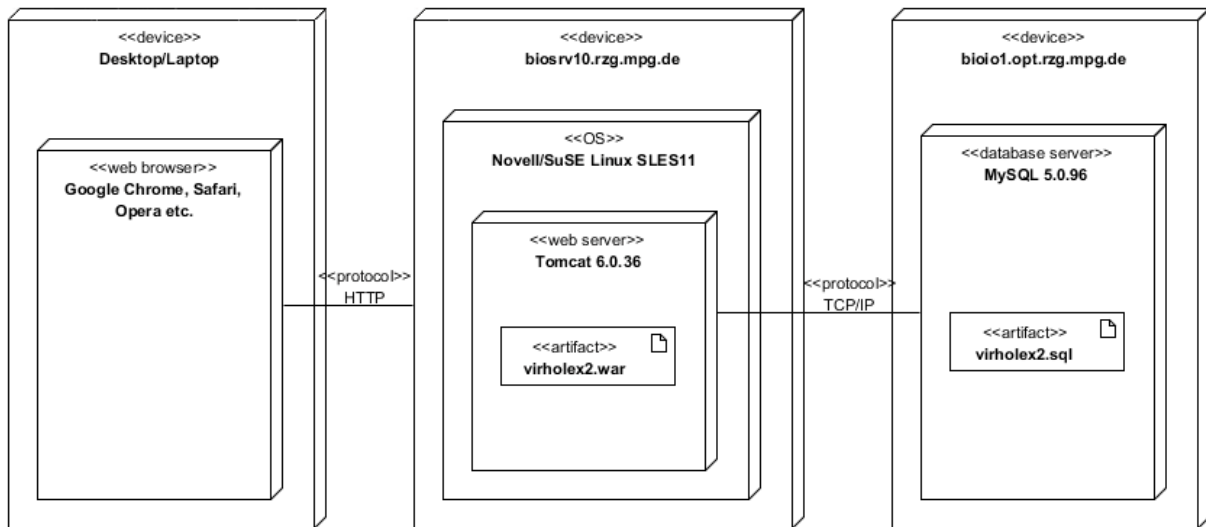 <<device>>
Desktop/Laptop
<<web browser>>
Google Chrome, Safari,
Opera etc.
<<protocol>>
HTTP
<<device>>
biosrv10.rzg.mpg.de
<<OS>>
Novell/SuSE Linux SLES11
<<web server>>
Tomcat 6.0.36
<<artifact>>
virholex2.war
<<protocol>>
TCP/IP
<<device>>
bioio1.opt.rzg.mpg.de
<<database server>>
MySQL 5.0.96
<<artifact>>
virholex2.sql